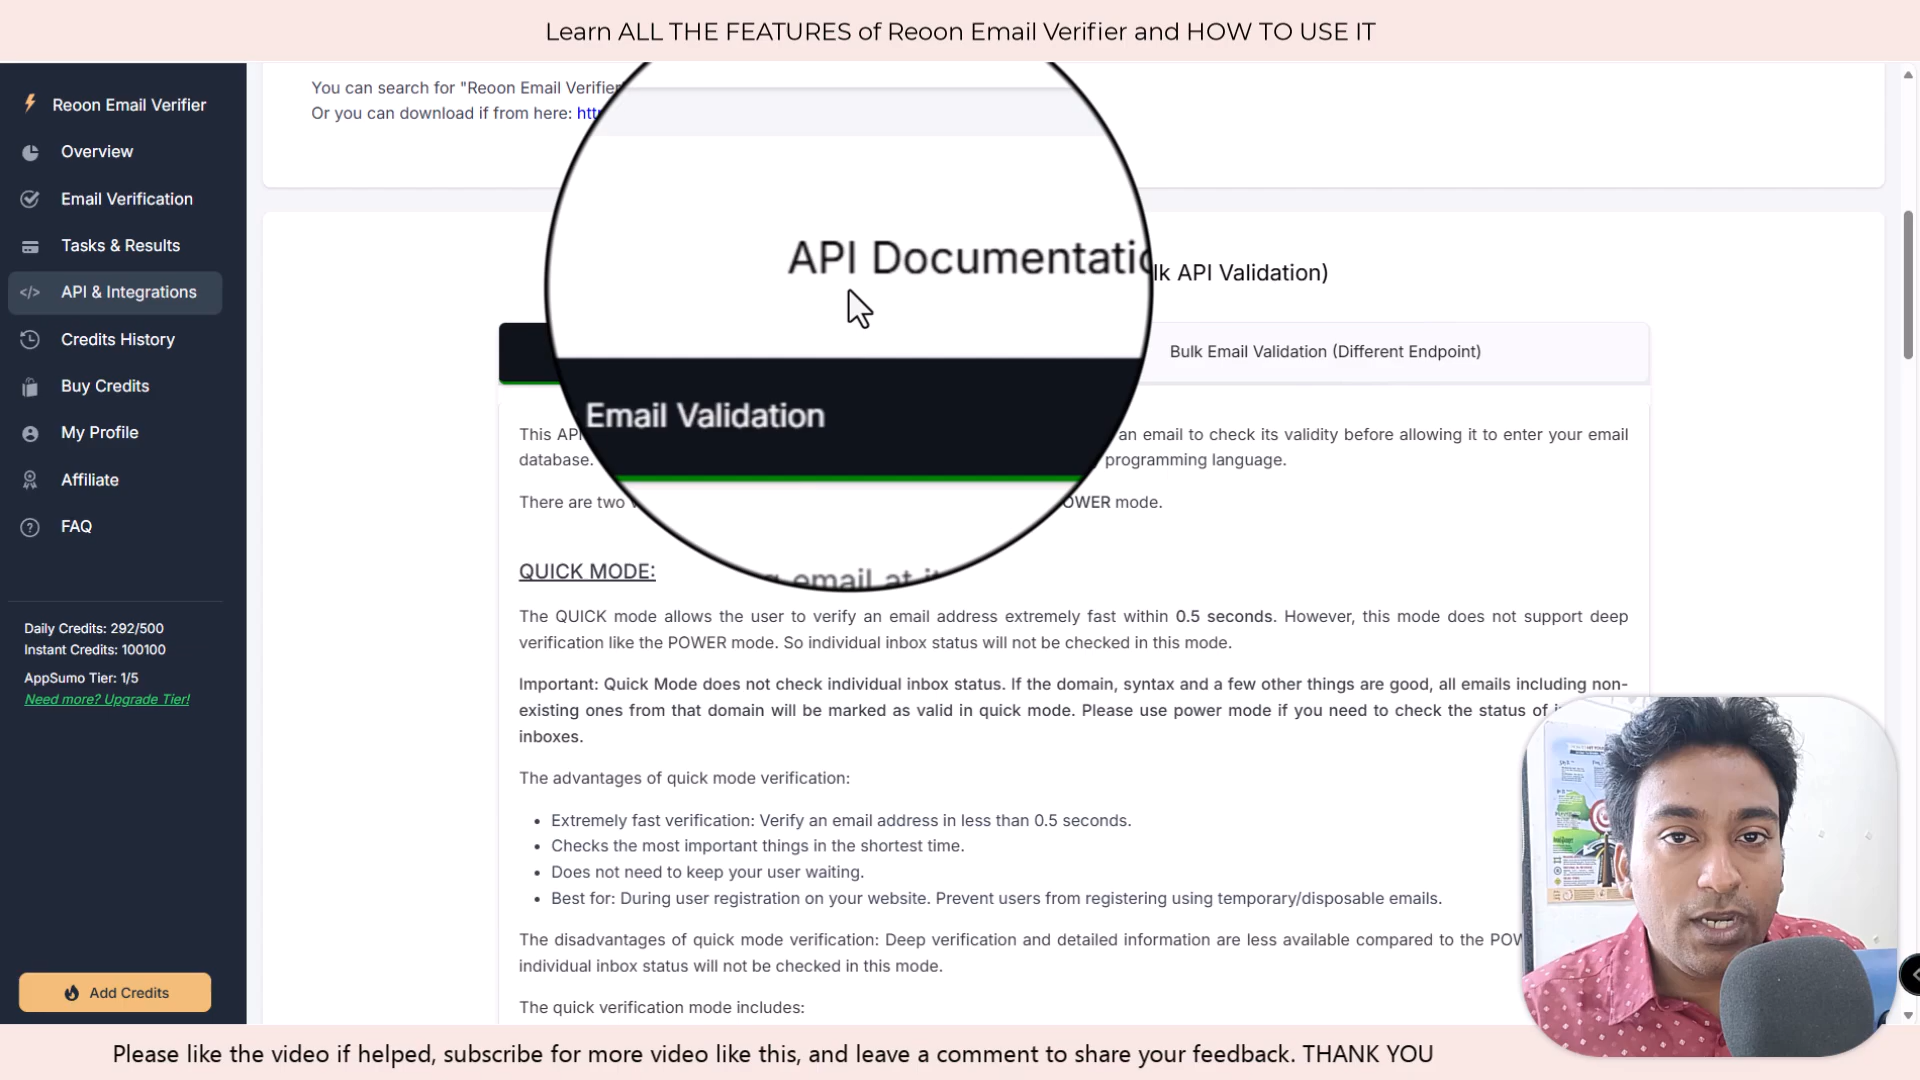 Learn ALL THE FEATURES of Reoon Email Verifier and HOW TO USE IT
Reoon Email Verifier
Overview
Email Verification
Tasks & Results
API & Integrations
Credits History
Buy Credits
My Profile
Affiliate
FAQ
Daily Credits: 292/500
Instant Credits: 100100
AppSumo Tier: 1/5
Need more? Upgrade Tier!
Add Credits
You can search for "Reoon Email Verifier
Or you can download if from here:
API Documentatio
lk API Validation)
Email Validation
Bulk Email Validation (Different Endpoint)
This API an email to check its validity before allowing it to enter your email
database. programming language.
There are two OWER mode.
email at
QUICK MODE:
The QUICK mode allows the user to verify an email address extremely fast within 0.5 seconds. However, this mode does not support deep
verification like the POWER mode. So individual inbox status will not be checked in this mode.
Important: Quick Mode does not check individual inbox status. If the domain, syntax and a few other things are good, all emails including non-
existing ones from that domain will be marked as valid in quick mode. Please use power mode if you need to check the status of
inboxes.
The advantages of quick mode verification:
• Extremely fast verification: Verify an email address in less than 0.5 seconds.
• Checks the most important things in the shortest time.
• Does not need to keep your user waiting.
• Best for: During user registration on your website. Prevent users from registering using temporary/disposable emails.
The disadvantages of quick mode verification: Deep verification and detailed information are less available compared to the POW
individual inbox status will not be checked in this mode.
The quick verification mode includes:
Please like the video if helped, subscribe for more video like this, and leave a comment to share your feedback. THANK YOU